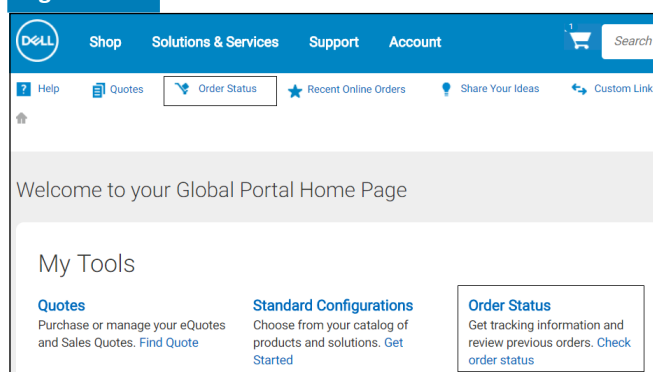 DELL
Shop Solutions & Services Support Account 1 Search
? Help Quotes Order Status Recent Online Orders Share Your Ideas Custom Link
Welcome to your Global Portal Home Page
My Tools
Quotes
Purchase or manage your eQuotes
and Sales Quotes. Find Quote
Standard Configurations
Choose from your catalog of
products and solutions. Get
Started
Order Status
Get tracking information and
review previous orders. Check
order status